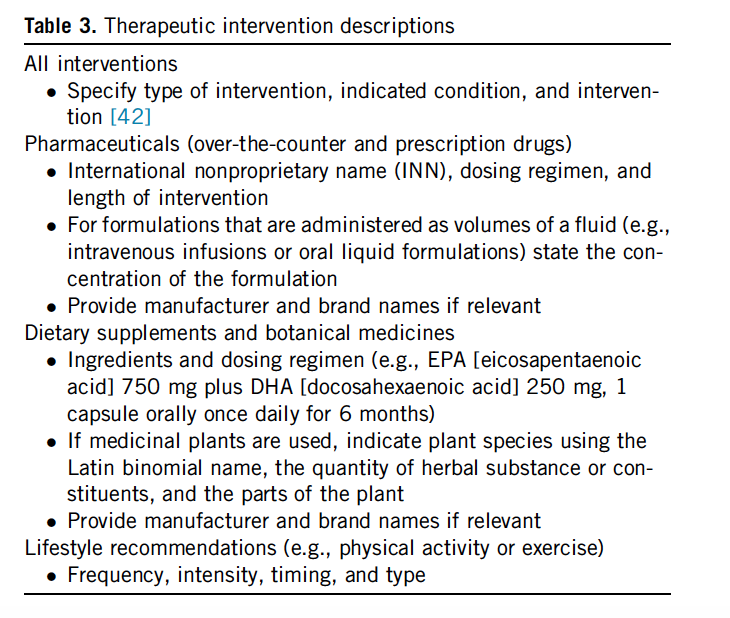 Table 3. Therapeutic intervention descriptions
All interventions
• Specify type of intervention, indicated condition, and interven-
tion [42]
Pharmaceuticals (over-the-counter and prescription drugs)
• International nonproprietary name (INN), dosing regimen, and
length of intervention
• For formulations that are administered as volumes of a fluid (e.g.,
intravenous infusions or oral liquid formulations) state the con-
centration of the formulation
• Provide manufacturer and brand names if relevant
Dietary supplements and botanical medicines
• Ingredients and dosing regimen (e.g., EPA [eicosapentaenoic
acid] 750 mg plus DHA [docosahexaenoic acid] 250 mg, 1
capsule orally once daily for 6 months)
• If medicinal plants are used, indicate plant species using the
Latin binomial name, the quantity of herbal substance or con-
stituents, and the parts of the plant
• Provide manufacturer and brand names if relevant
Lifestyle recommendations (e.g., physical activity or exercise)
• Frequency, intensity, timing, and type